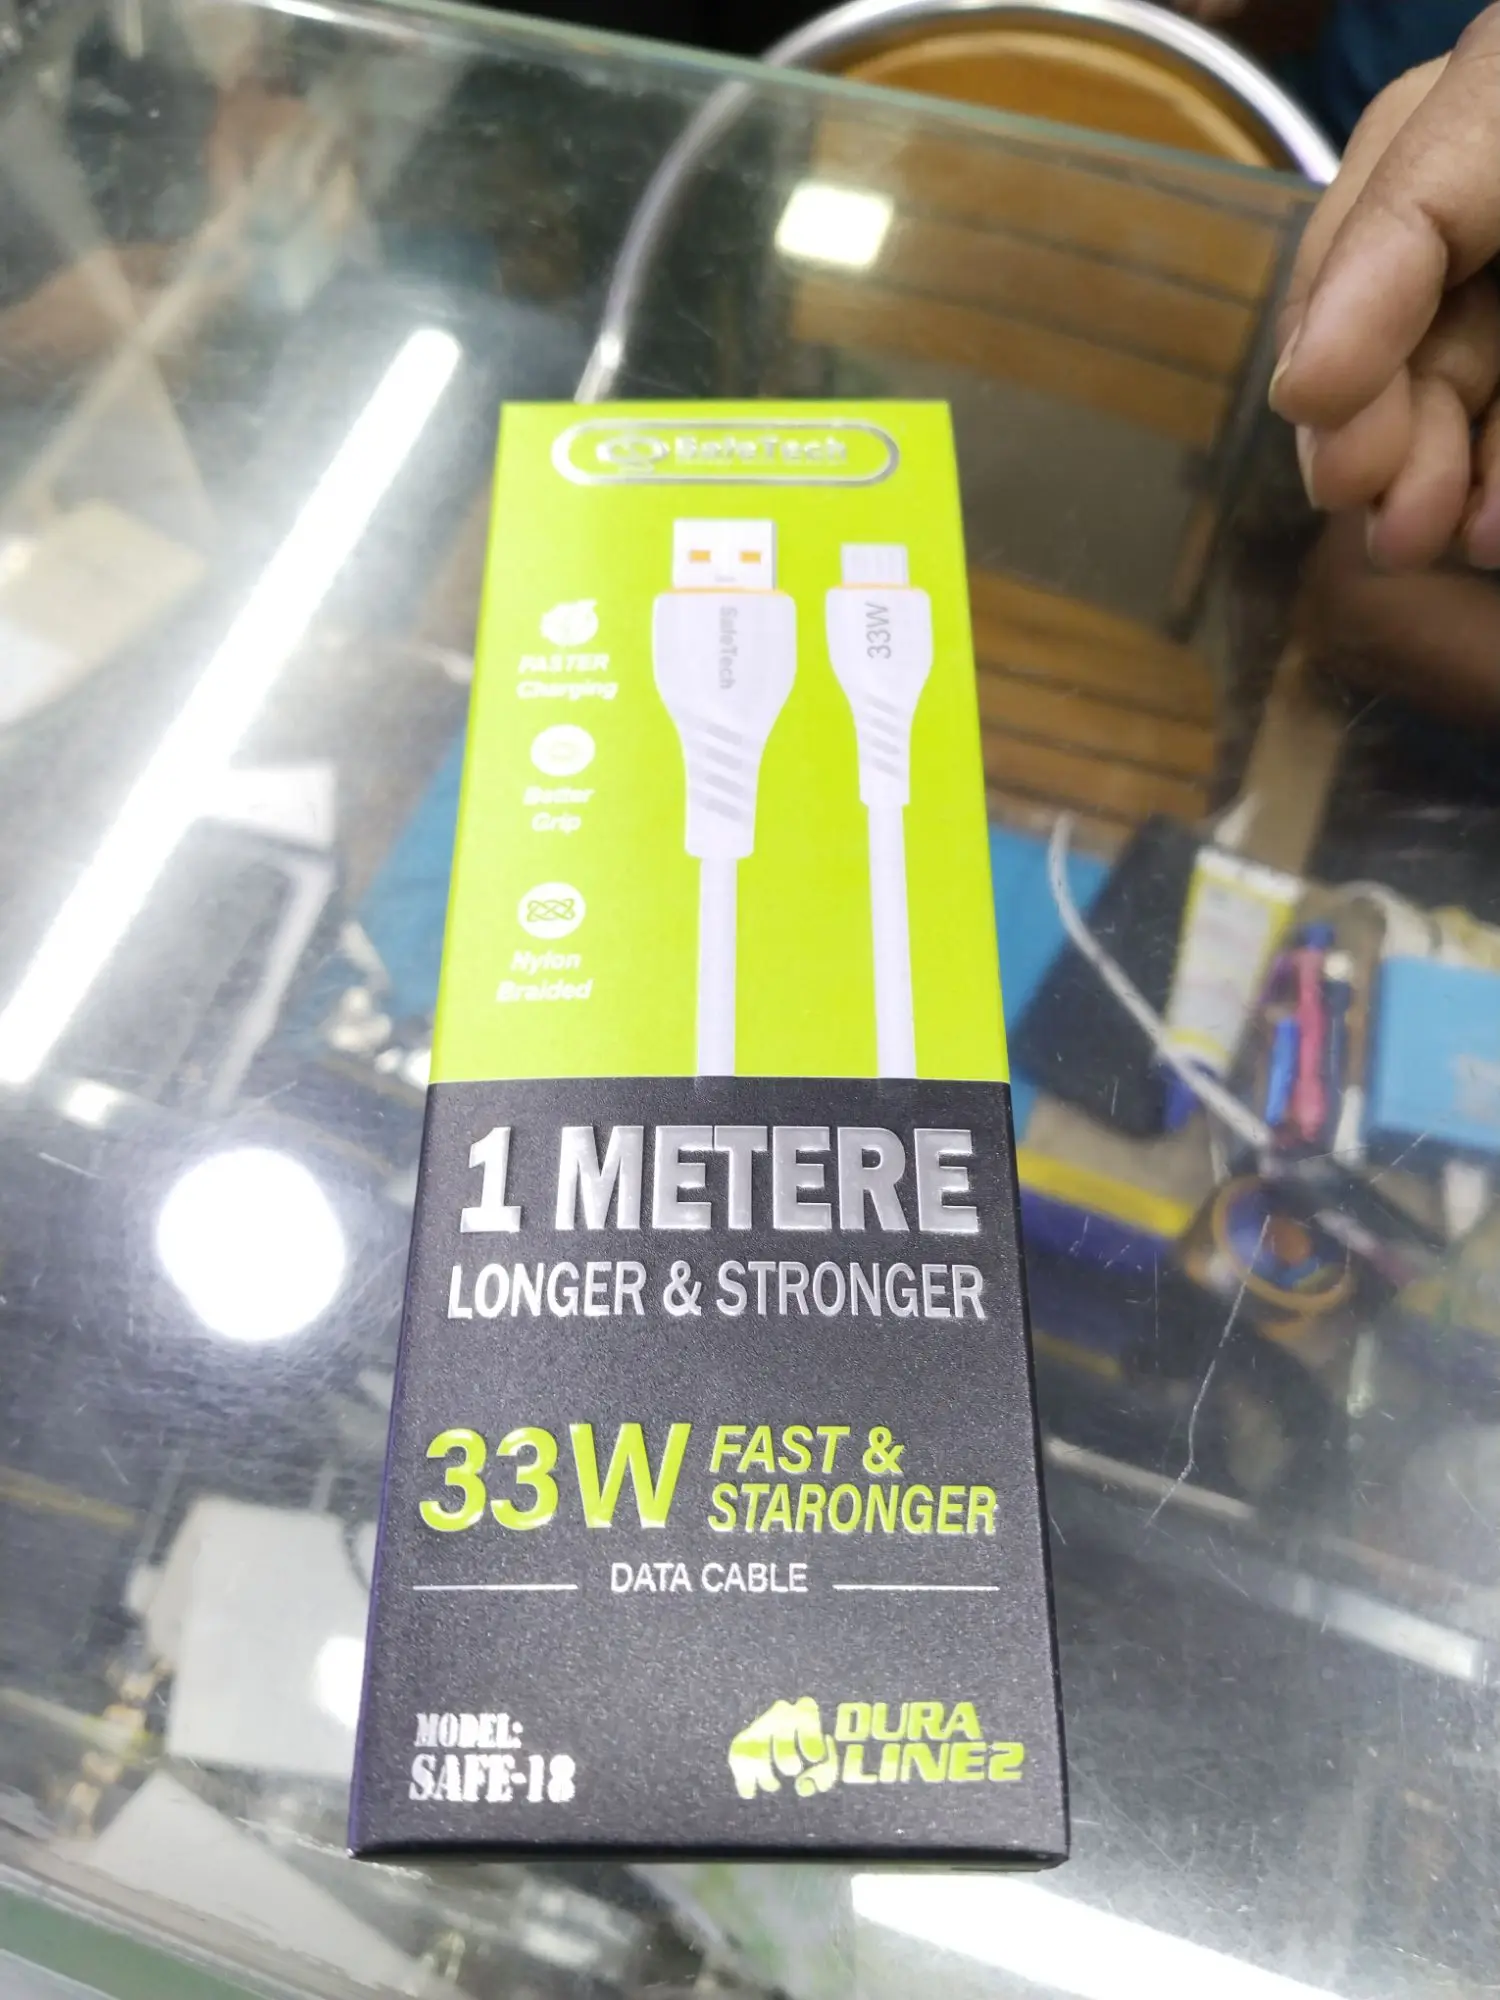 SafeTech
SafeTech
33W
FASTER
Charging
Better
Grip
Nylon
Braided
1 METERE
LONGER & STRONGER
33W FAST &
STARONGER
DATA CABLE
MODEL:
SAFE-18
DURA
LINE2